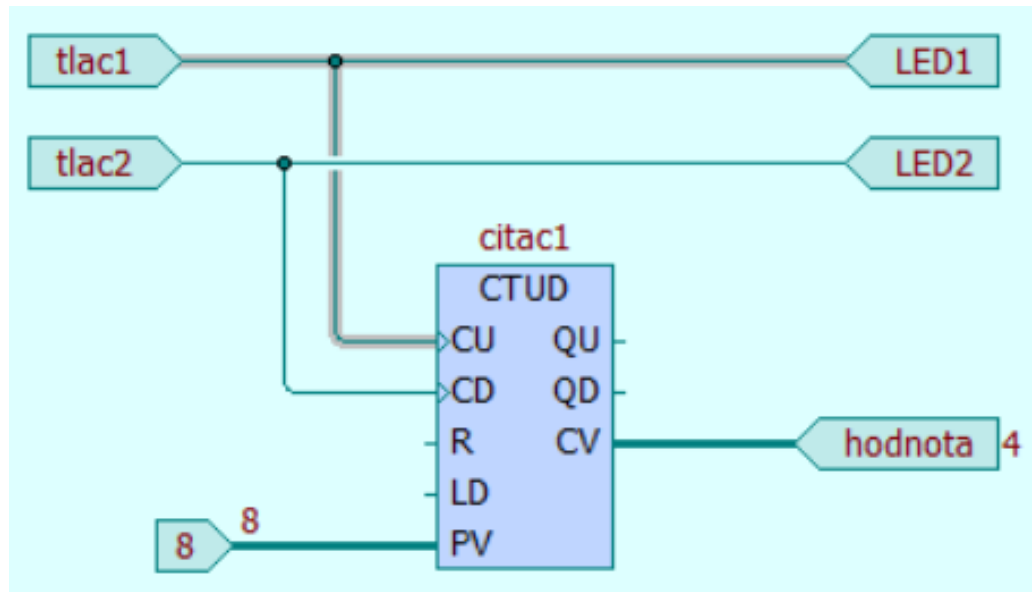 tlac1
LED1
tlac2
LED2
citac1
CTUD
CU QU
CD QD
R CV
hodnota 4
LD
8
8
PV